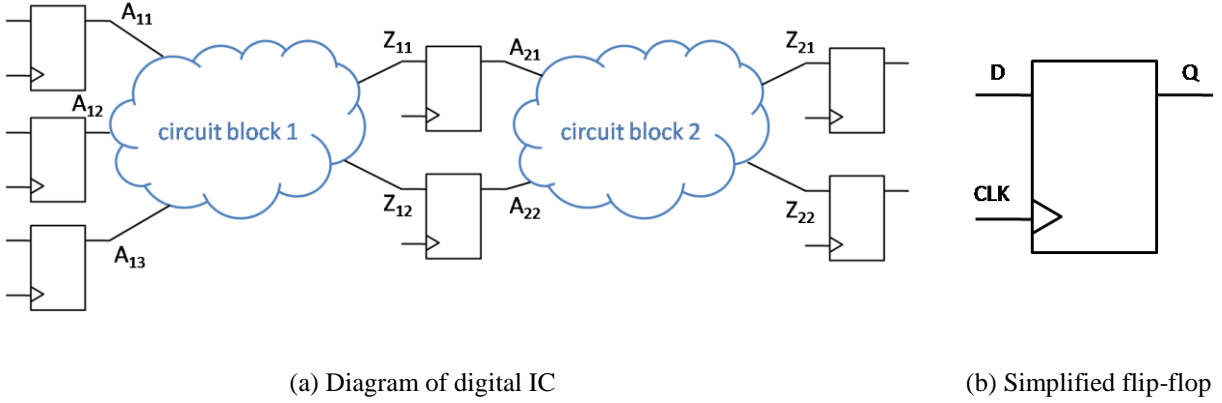 A11
Z11
A21
Z21
D
Q
A12
circuit block 1
circuit block 2
CLK
Z12
A22
Z22
A13
(a) Diagram of digital IC
(b) Simplified flip-flop